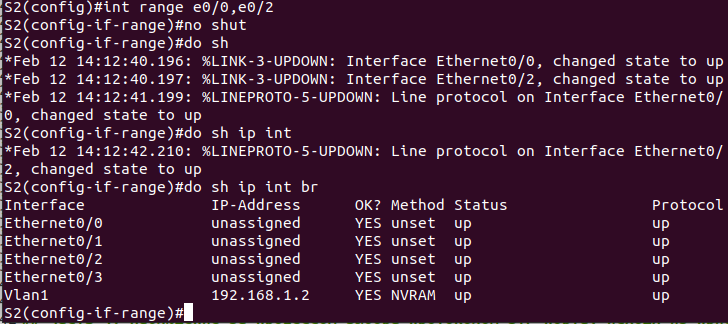 S2(config)#int range e0/0,e0/2
S2(config-if-range)#no shut
S2(config-if-range)#do sh
*Feb 12 14:12:40.196: %LINK-3-UPDOWN: Interface Ethernet0/0, changed state to up
*Feb 12 14:12:40.197: %LINK-3-UPDOWN: Interface Ethernet0/2, changed state to up
*Feb 12 14:12:41.199: %LINEPROTO-5-UPDOWN: Line protocol on Interface Ethernet0/
0, changed state to up
S2(config-if-range)#do sh ip int
*Feb 12 14:12:42.210: %LINEPROTO-5-UPDOWN: Line protocol on Interface Ethernet0/
2, changed state to up
S2(config-if-range)#do sh ip int br
Interface IP-Address OK? Method Status Protocol
Ethernet0/0 unassigned YES unset up up
Ethernet0/1 unassigned YES unset up up
Ethernet0/2 unassigned YES unset up up
Ethernet0/3 unassigned YES unset up up
Vlan1 192.168.1.2 YES NVRAM up up
S2(config-if-range)#